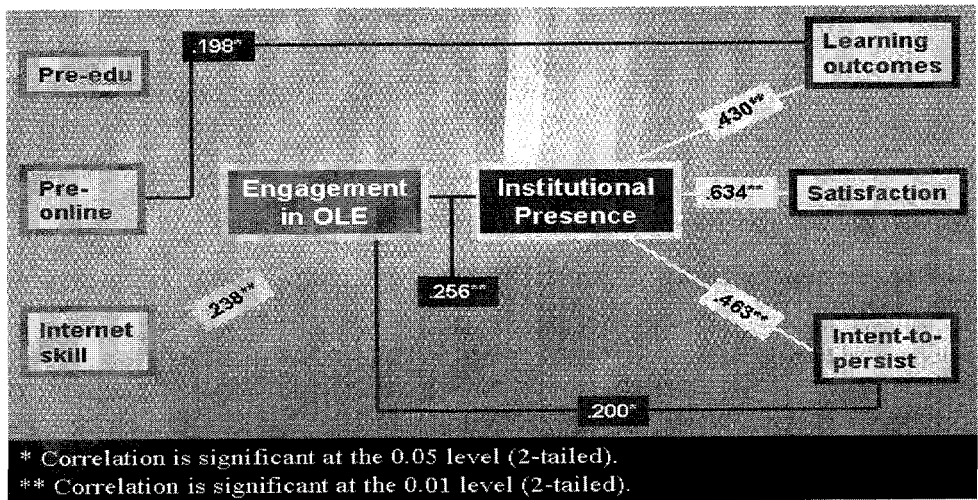 .198*
Learning
outcomes
Pre-edu
.430**
Pre-
online
Engagement
in OLE
Institutional
Presence
.634**
Satisfaction
.256**
.238**
.463**
Internet
skill
Intent-to-
persist
.200*
* Correlation is significant at the 0.05 level (2-tailed).
** Correlation is significant at the 0.01 level (2-tailed).